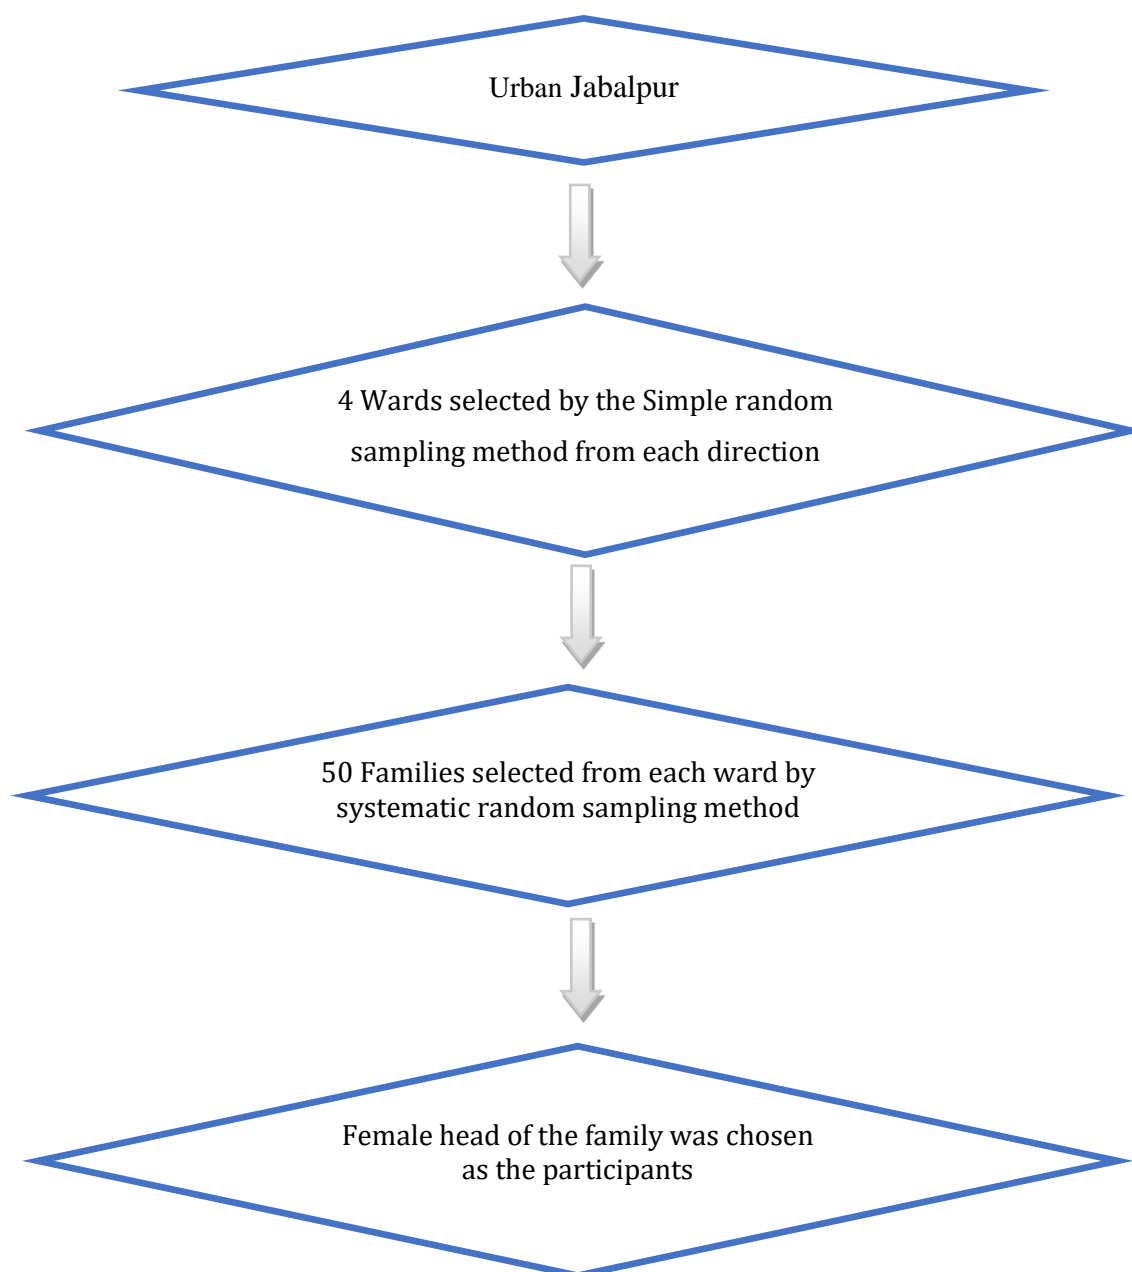 Urban Jabalpur
4 Wards selected by the Simple random
sampling method from each direction
50 Families selected from each ward by
systematic random sampling method
Female head of the family was chosen
as the participants